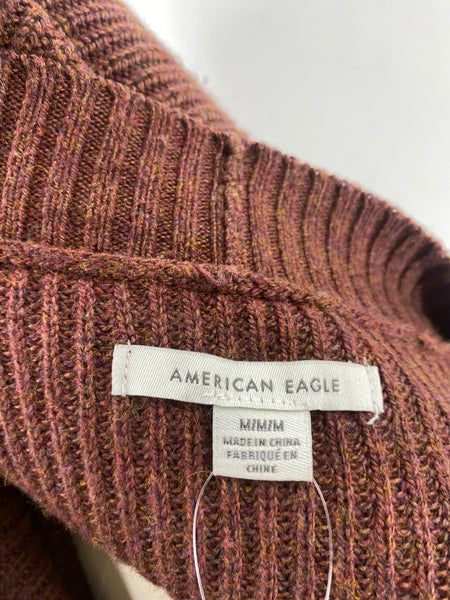 AMERICAN EAGLE
M/M/M
MADE IN CHINA
FABRIQUÉ EN
CHINE